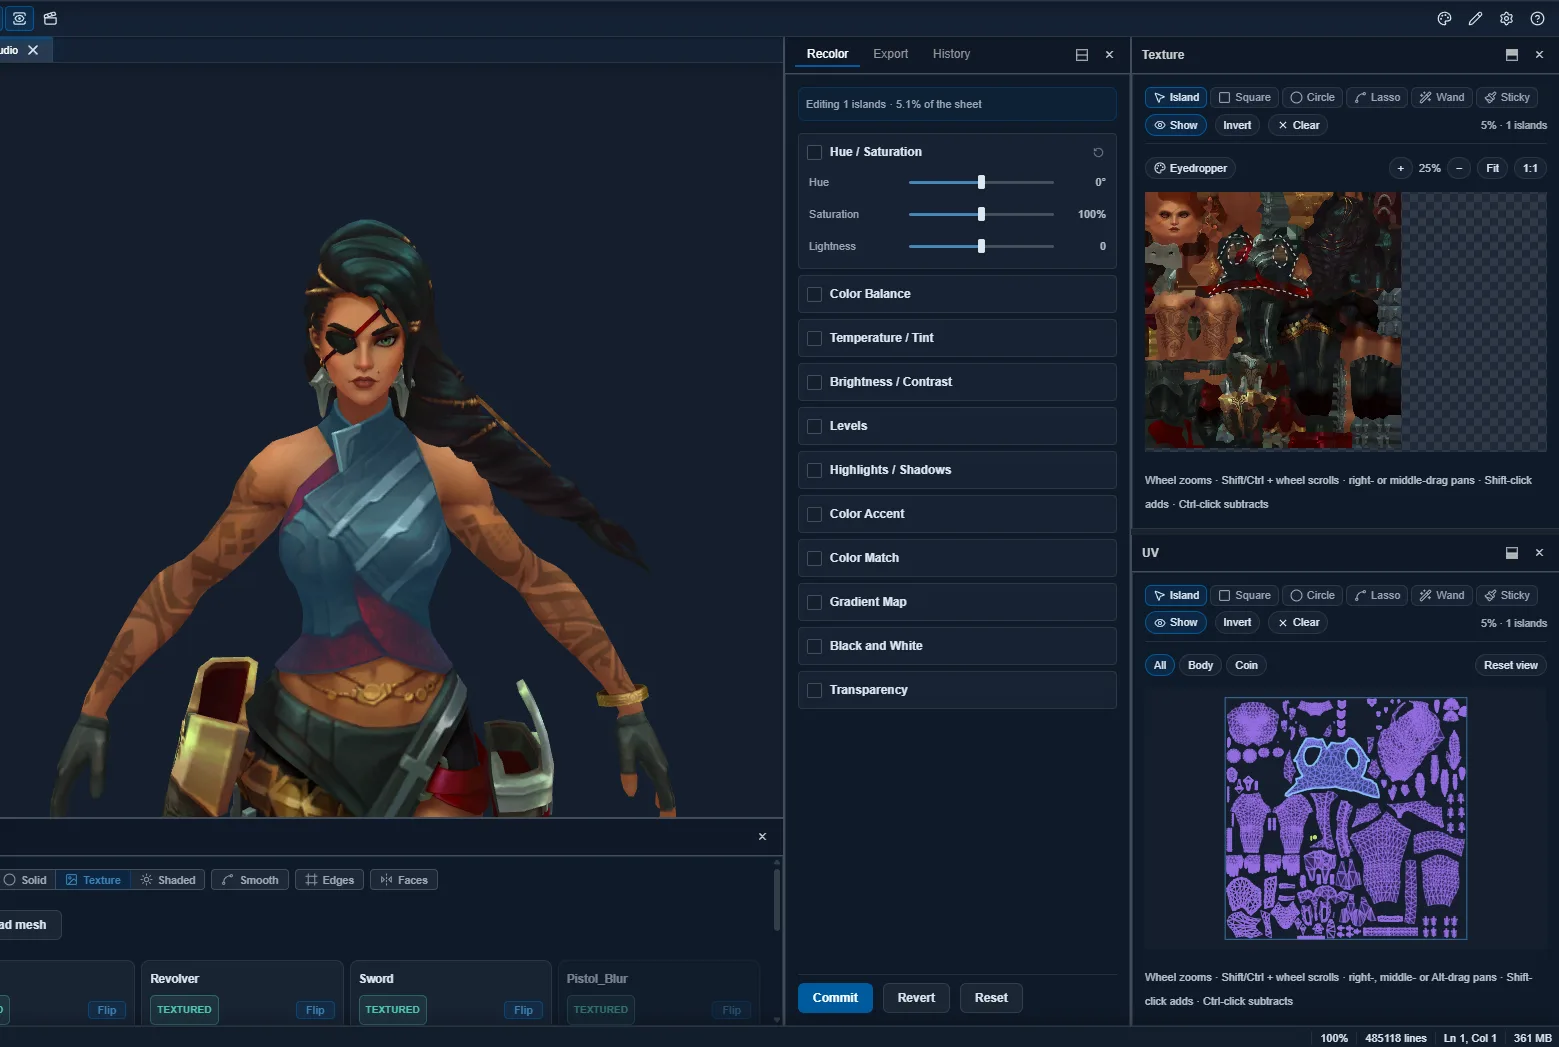 udio
Recolor Export History
Editing 1 islands · 5.1% of the sheet
Hue / Saturation
Hue 0°
Saturation 100%
Lightness 0
Color Balance
Temperature / Tint
Brightness / Contrast
Levels
Highlights / Shadows
Color Accent
Color Match
Gradient Map
Black and White
Transparency
Commit Revert Reset
Texture
Island Square Circle Lasso Wand Sticky
Show Invert Clear 5% · 1 islands
Eyedropper + 25% − Fit 1:1
Wheel zooms · Shift/Ctrl + wheel scrolls · right- or middle-drag pans · Shift-click
adds · Ctrl-click subtracts
UV
Island Square Circle Lasso Wand Sticky
Show Invert Clear 5% · 1 islands
All Body Coin Reset view
Wheel zooms · Shift/Ctrl + wheel scrolls · right-, middle- or Alt-drag pans · Shift-
click adds · Ctrl-click subtracts
Solid Texture Shaded Smooth Edges Faces
ad mesh
Revolver Sword Pistol_Blur
D Flip TEXTURED Flip TEXTURED Flip TEXTURED Flip
100% 485118 lines Ln 1, Col 1 361 MB